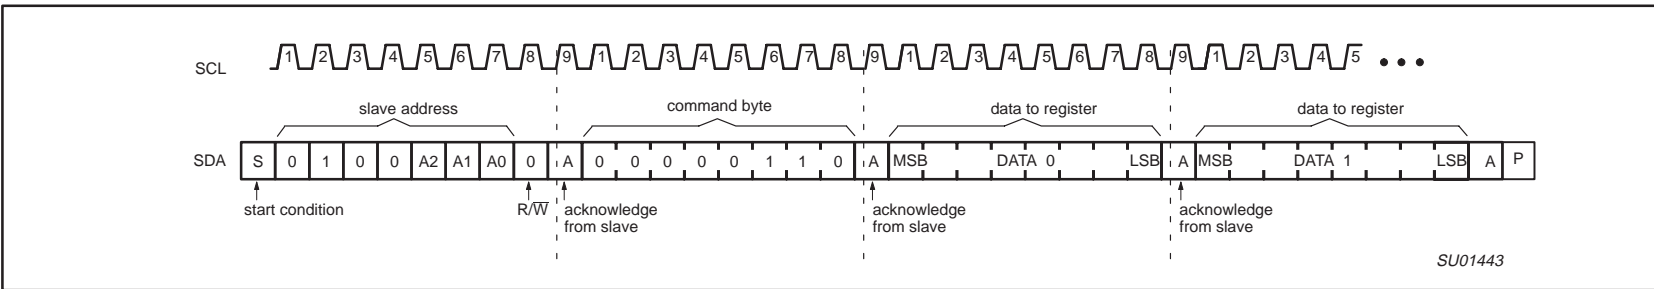 SCL 1 2 3 4 5 6 7 8 9 1 2 3 4 5 6 7 8 9 1 2 3 4 5 6 7 8 9 1 2 3 4 5 • • •
slave address command byte data to register data to register
SDA S 0 1 0 0 A2 A1 A0 0 A 0 0 0 0 0 1 1 0 A MSB DATA 0 LSB A MSB DATA 1 LSB A P
start condition R/W̅ acknowledge from slave acknowledge from slave acknowledge from slave
SU01443